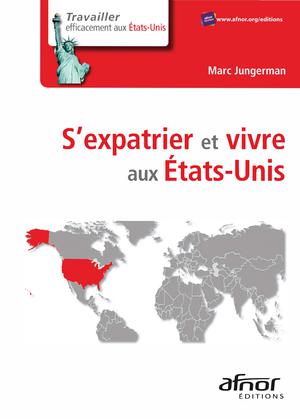 Travailler
efficacement aux États-Unis
www.afnor.org/editions
Marc Jungerman
S'expatrier et vivre
aux États-Unis
afnor
ÉDITIONS